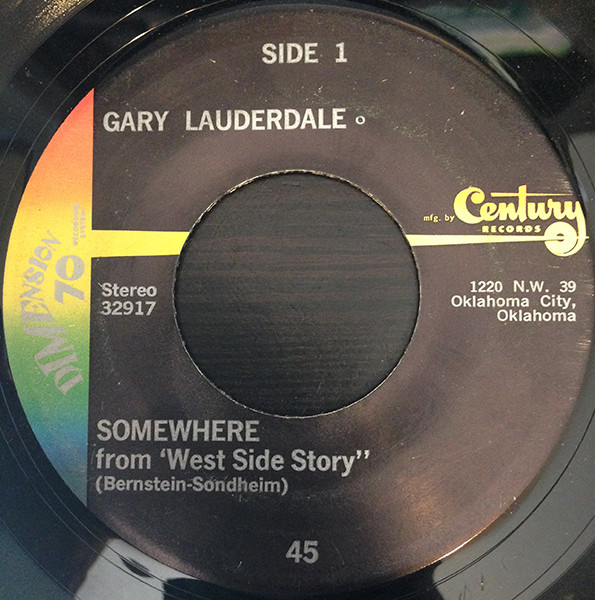 SIDE 1
GARY LAUDERDALE
mfg. by Century
RECORDS
DIMENSION
70
Stereo
32917
1220 N.W. 39
Oklahoma City,
Oklahoma
SOMEWHERE
from ‘West Side Story”
(Bernstein-Sondheim)
45